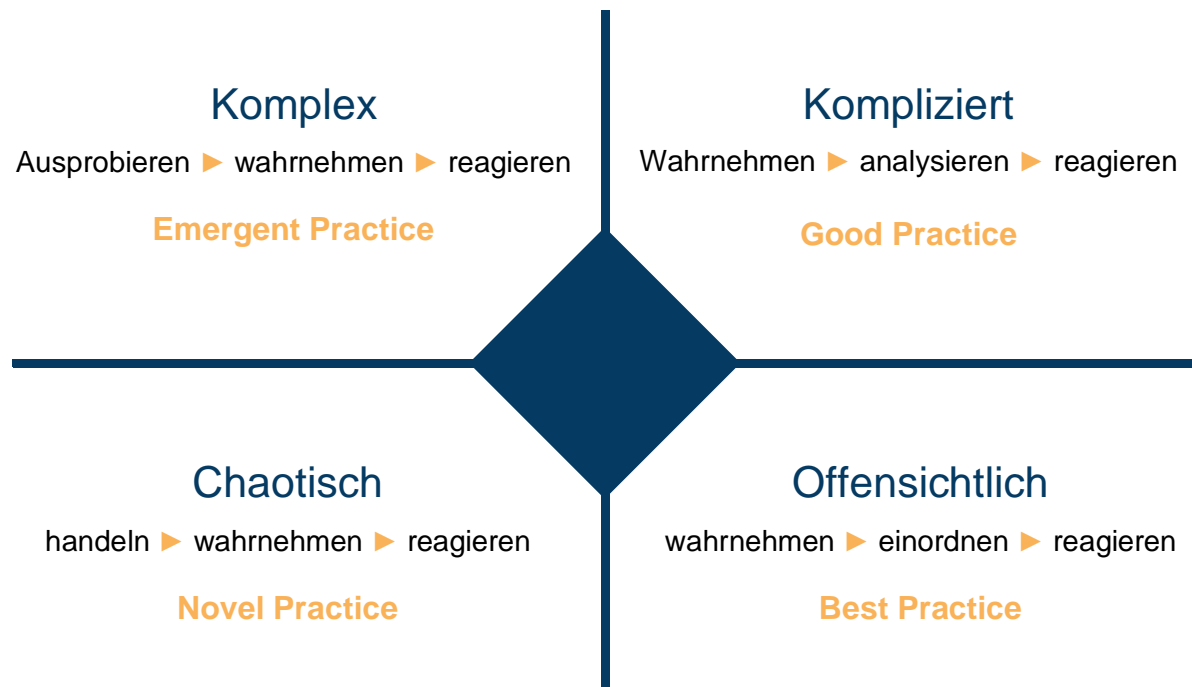 Komplex
Ausprobieren ► wahrnehmen ► reagieren
Emergent Practice
Kompliziert
Wahrnehmen ► analysieren ► reagieren
Good Practice
Chaotisch
handeln ► wahrnehmen ► reagieren
Novel Practice
Offensichtlich
wahrnehmen ► einordnen ► reagieren
Best Practice